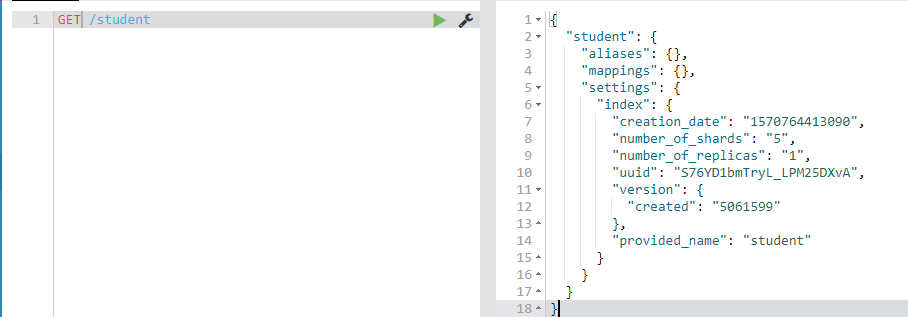 1 GET /student
1 {
2 "student": {
3 "aliases": {},
4 "mappings": {},
5 "settings": {
6 "index": {
7 "creation_date": "1570764413090",
8 "number_of_shards": "5",
9 "number_of_replicas": "1",
10 "uuid": "S76YD1bmTryL_LPM25DXvA",
11 "version": {
12 "created": "5061599"
13 },
14 "provided_name": "student"
15 }
16 }
17 }
18 }